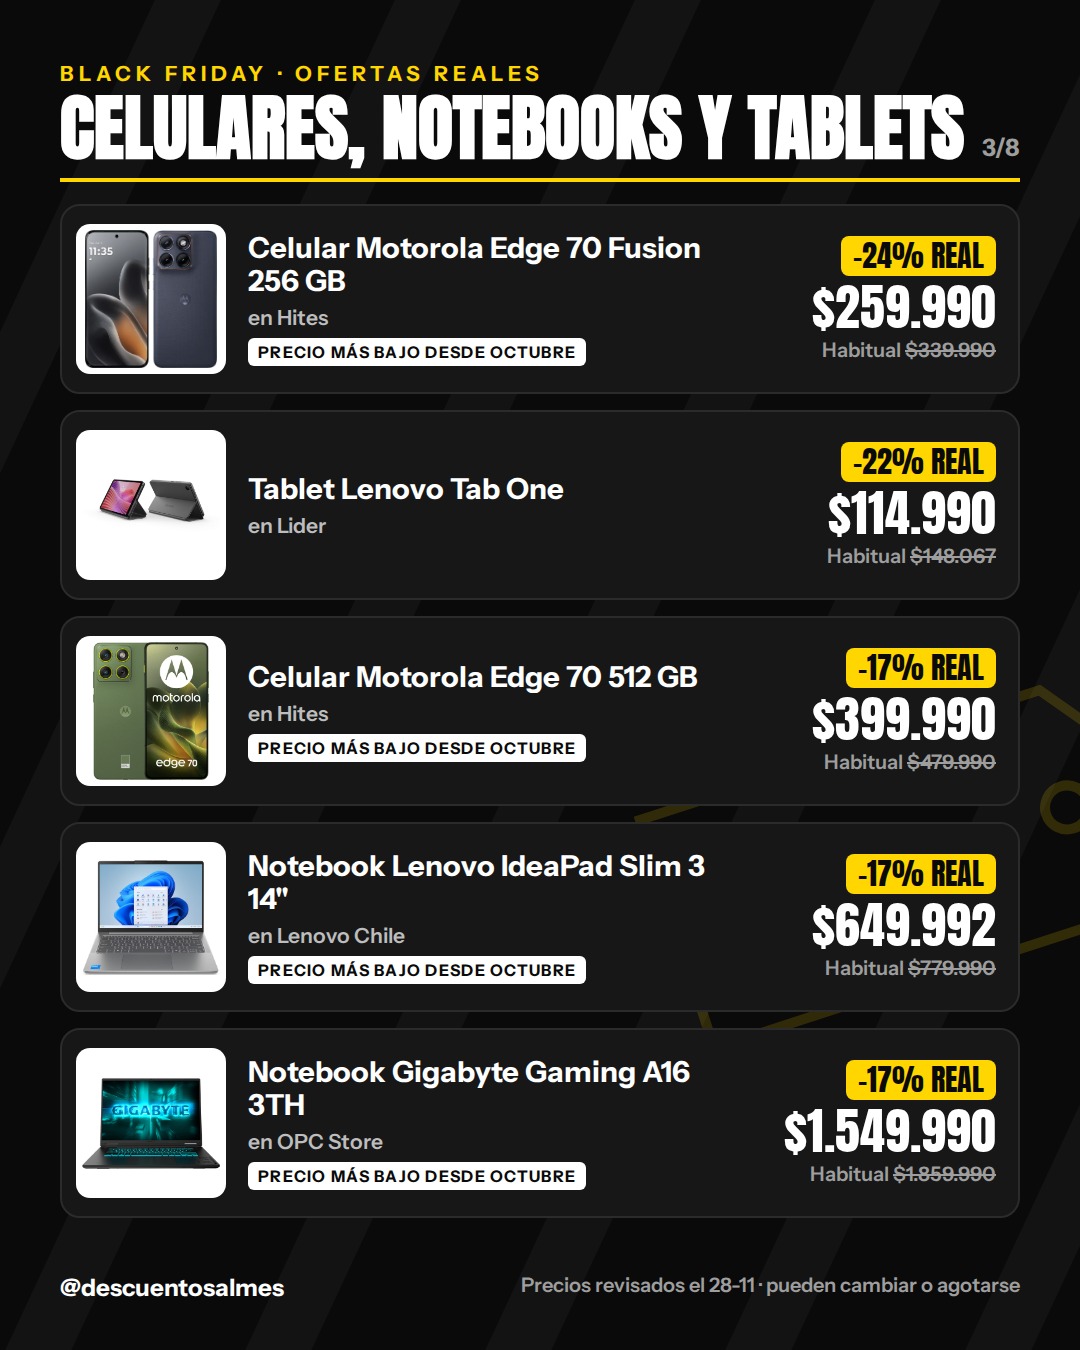 BLACK FRIDAY · OFERTAS REALES
CELULARES, NOTEBOOKS Y TABLETS 3/8
11:35
Celular Motorola Edge 70 Fusion
256 GB
en Hites
PRECIO MÁS BAJO DESDE OCTUBRE
-24% REAL
$259.990
Habitual $339.990
Tablet Lenovo Tab One
en Lider
-22% REAL
$114.990
Habitual $148.067
motorola
edge 70
Celular Motorola Edge 70 512 GB
en Hites
PRECIO MÁS BAJO DESDE OCTUBRE
-17% REAL
$399.990
Habitual $479.990
Notebook Lenovo IdeaPad Slim 3
14"
en Lenovo Chile
PRECIO MÁS BAJO DESDE OCTUBRE
-17% REAL
$649.992
Habitual $779.990
GIGABYTE
Notebook Gigabyte Gaming A16
3TH
en OPC Store
PRECIO MÁS BAJO DESDE OCTUBRE
-17% REAL
$1.549.990
Habitual $1.859.990
@descuentosalmes
Precios revisados el 28-11 · pueden cambiar o agotarse